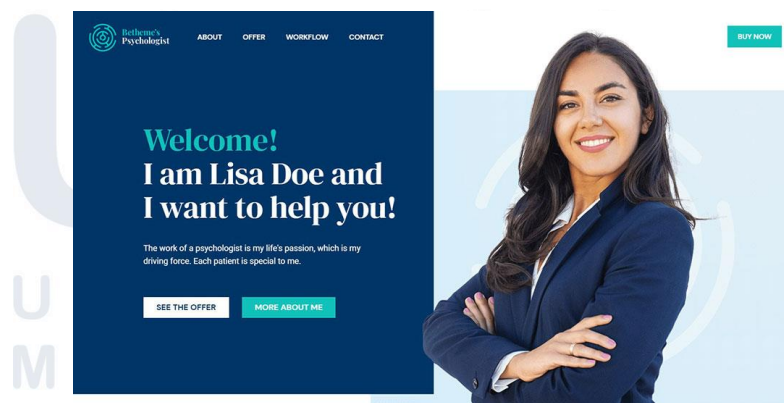 Betheme's
Psychologist
ABOUT OFFER WORKFLOW CONTACT
BUY NOW
Welcome!
I am Lisa Doe and
I want to help you!
The work of a psychologist is my life's passion, which is my
driving force. Each patient is special to me.
SEE THE OFFER MORE ABOUT ME
U
U
M